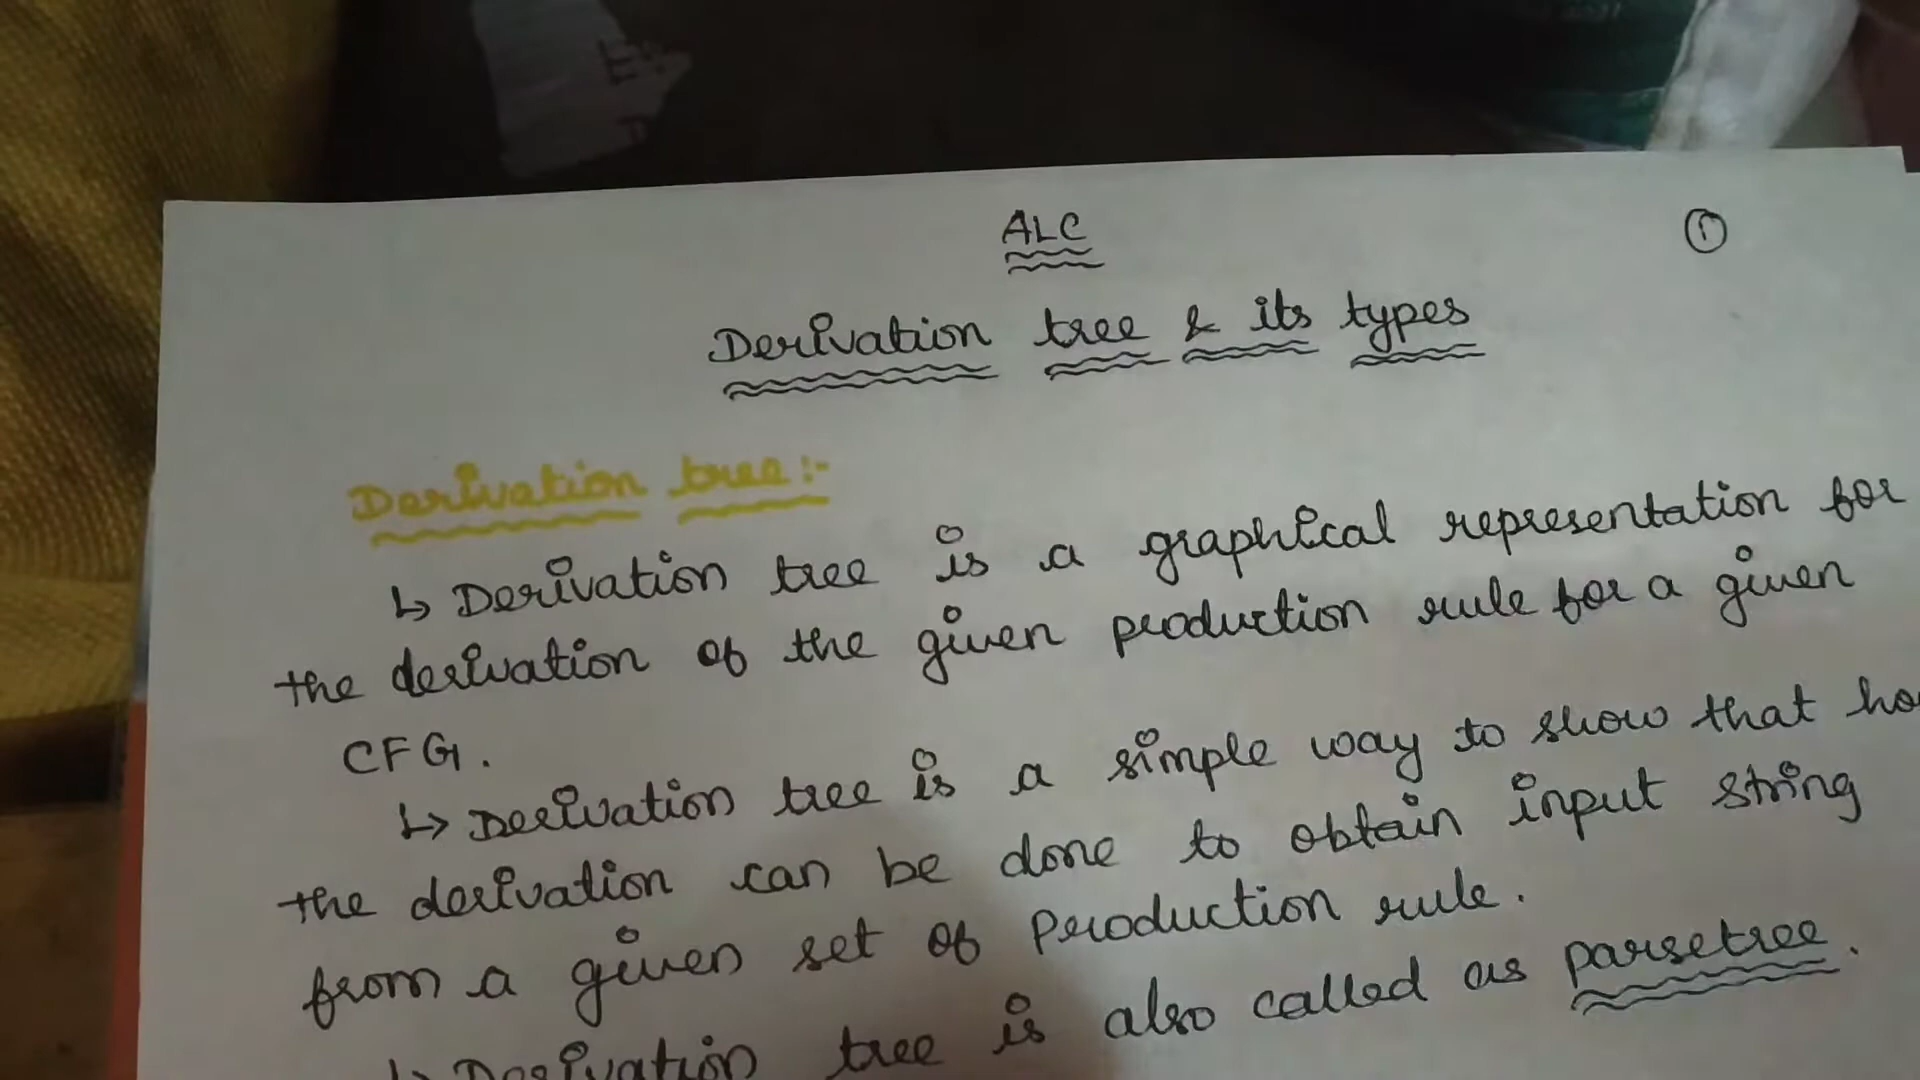 ALC
①
Derivation tree & its types
Derivation tree:-
↳ Derivation tree is a graphical representation for
the derivation of the given production rule for a given
CFG.
↳ Derivation tree is a simple way to show that
the derivation can be done to obtain input string
from a given set of Production rule.
↳ Derivation tree is also called as parsetree.